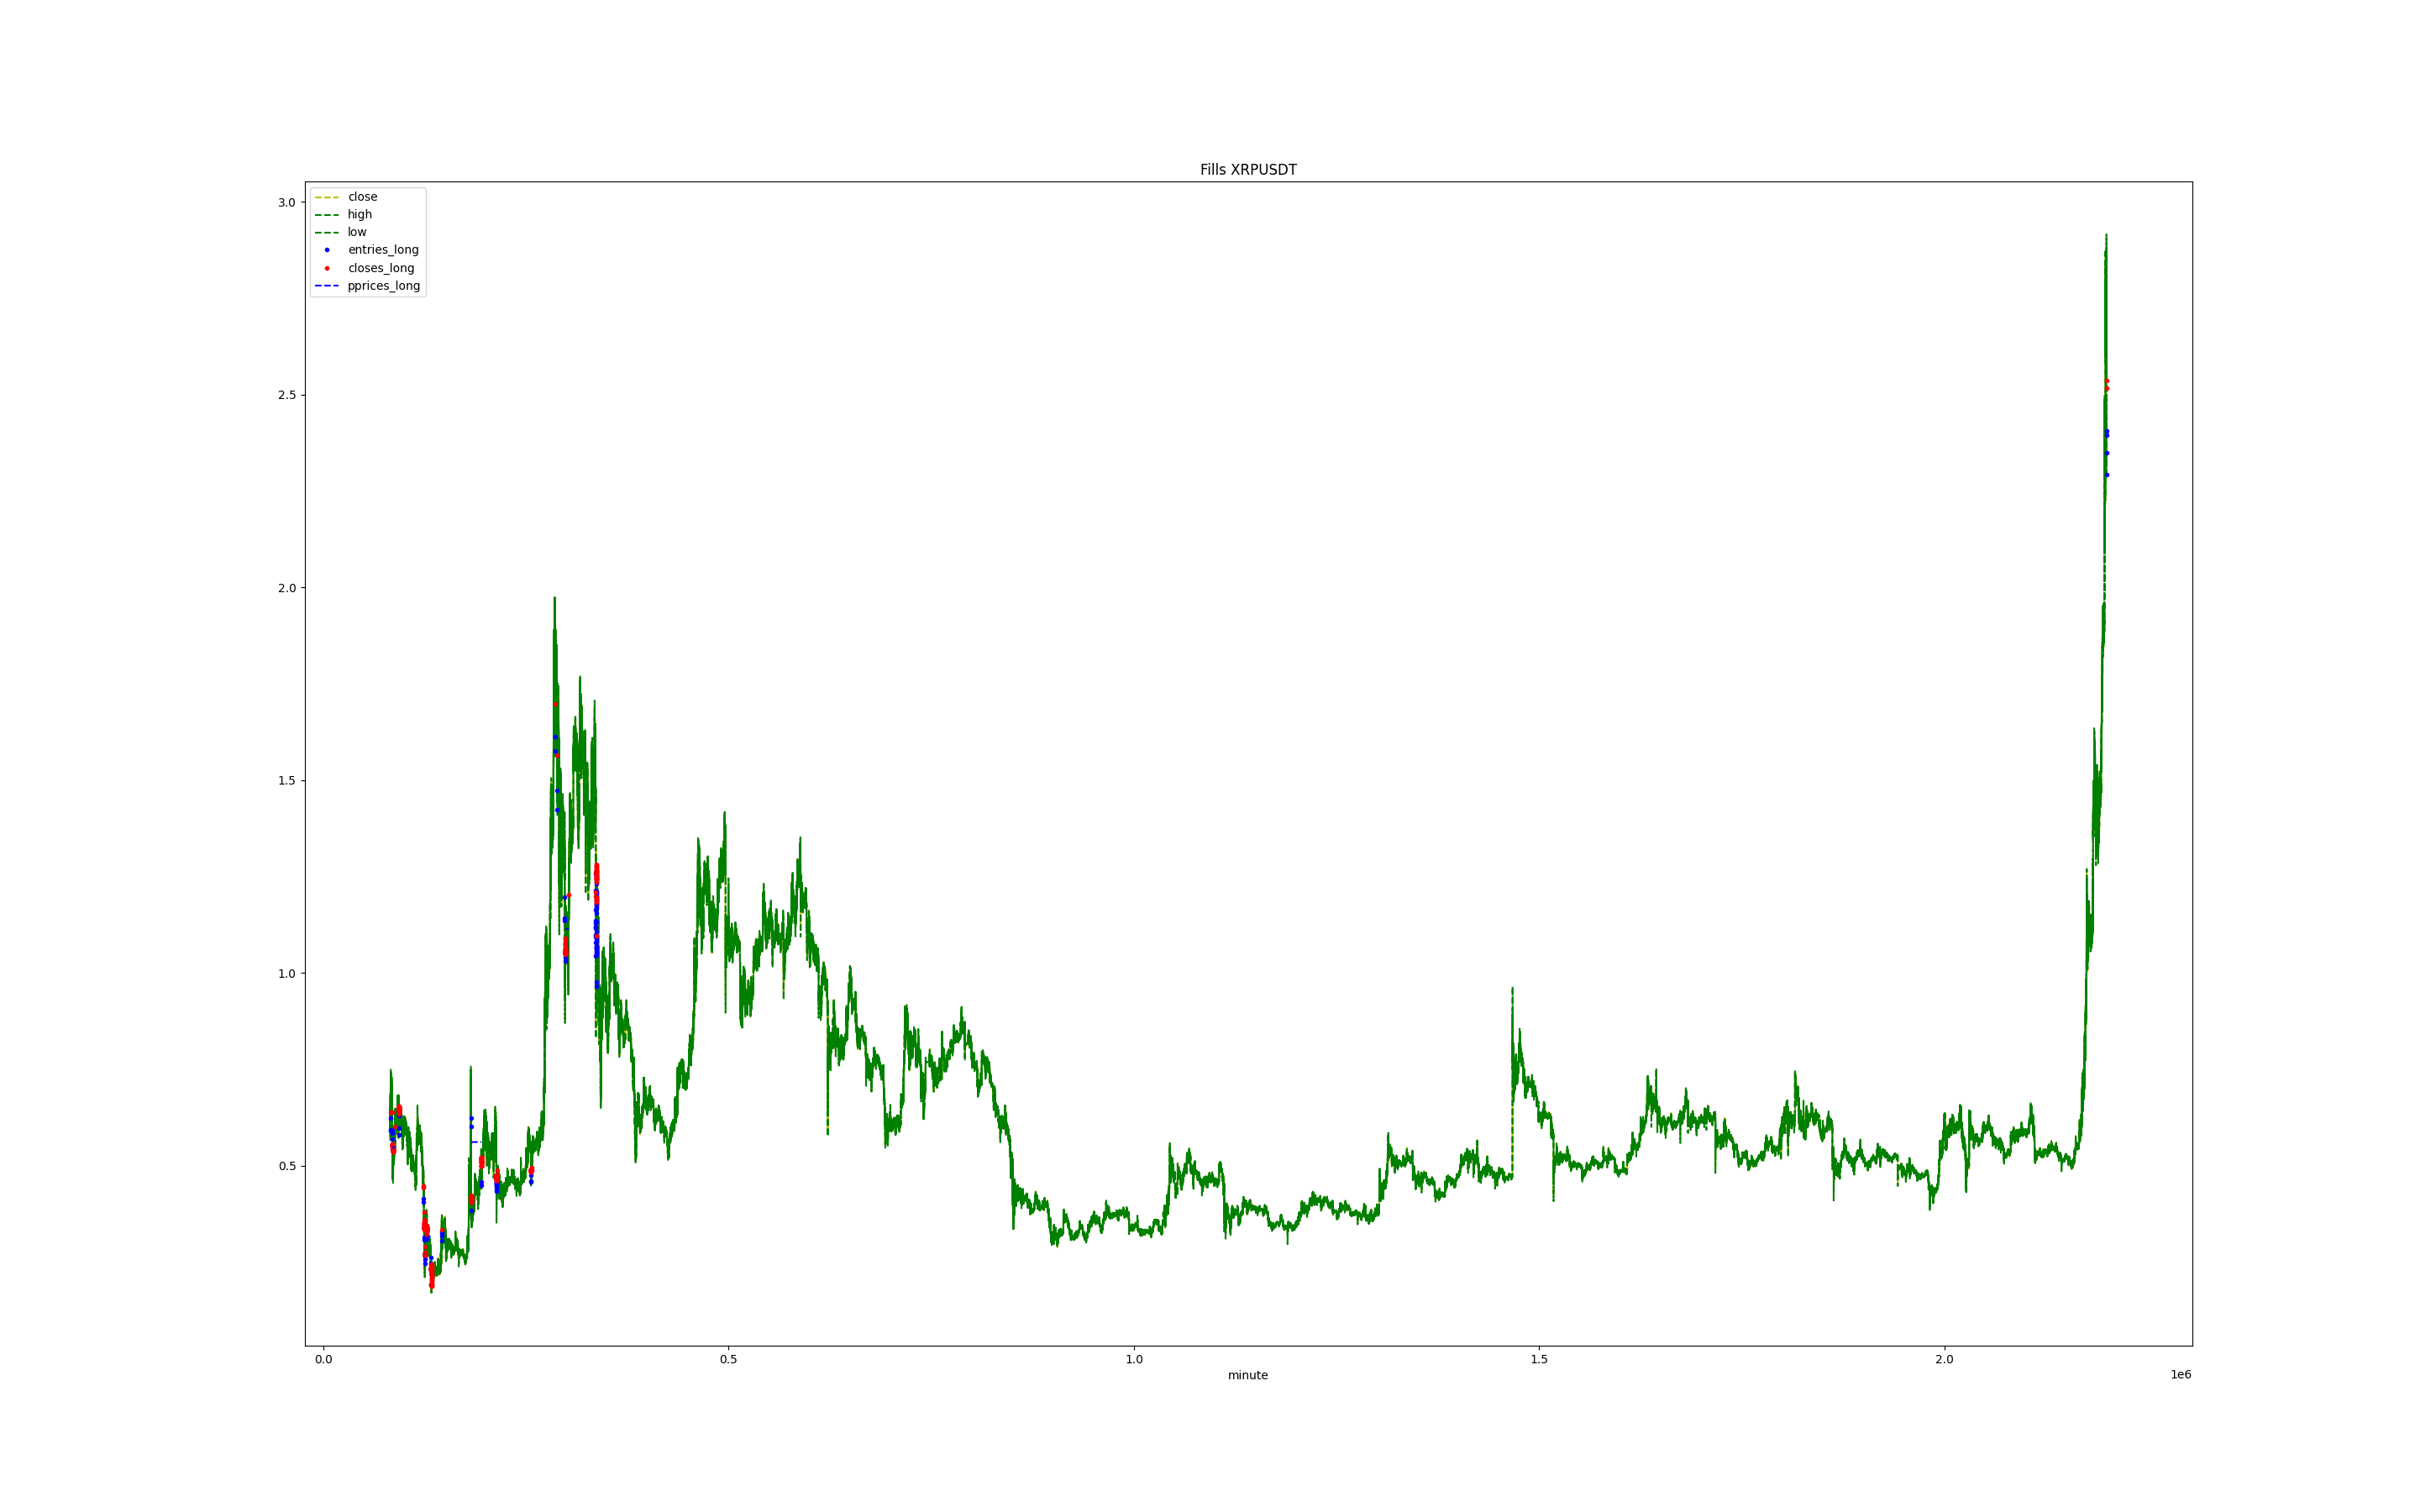 Fills XRPUSDT
close
high
low
entries_long
closes_long
pprices_long
3.0
2.5
2.0
1.5
1.0
0.5
0.0 0.5 1.0 1.5 2.0
minute
1e6